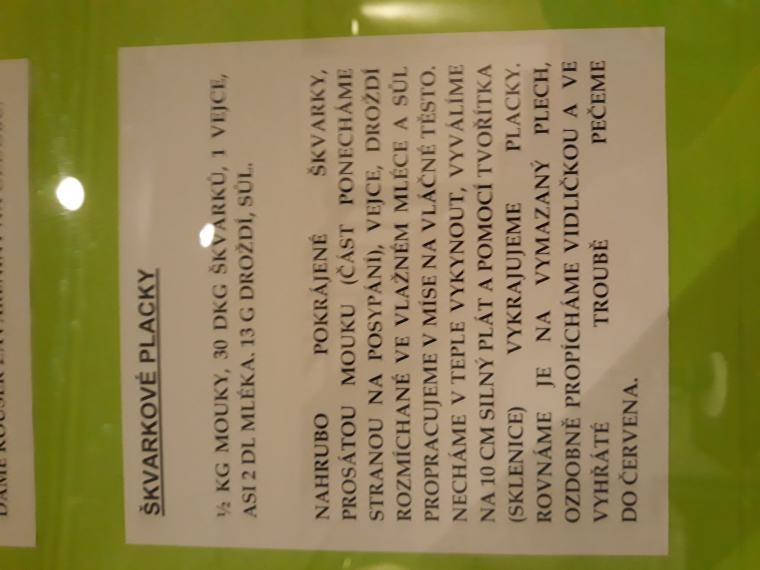 ŠKVARKOVÉ PLACKY
½ KG MOUKY, 30 DKG ŠKVARKŮ, 1 VEJCE,
ASI 2 DL MLÉKA. 13 G DROŽDÍ, SŮL.
NAHRUBO POKRÁJENÉ ŠKVARKY,
PROSÁTOU MOUKU (ČÁST PONECHÁME
STRANOU NA POSYPÁNÍ), VEJCE, DROŽDÍ
ROZMÍCHANÉ VE VLAŽNÉM MLÉCE A SŮL
PROPRACUJEME V MÍSE NA VLÁČNÉ TĚSTO.
NECHÁME V TEPLE VYKYNOUT, VYVÁLÍME
NA 10 CM SILNÝ PLÁT A POMOCÍ TVOŘÍTKA
(SKLENICE) VYKRAJUJEME PLACKY.
ROVNÁME JE NA VYMAZANÝ PLECH,
OZDOBNĚ PROPÍCHÁME VIDLIČKOU A VE
VYHŘÁTÉ TROUBĚ PEČEME
DO ČERVENA.